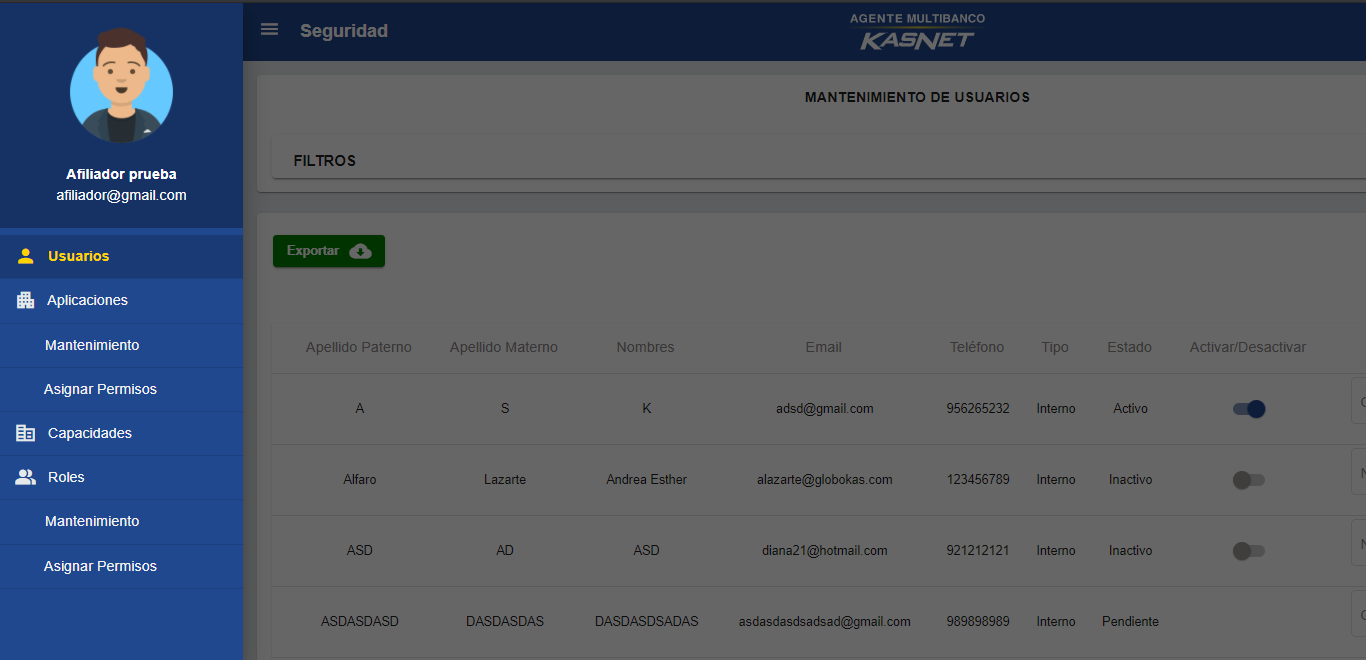 Seguridad
AGENTE MULTIBANCO
KASNET
Afiliador prueba
afiliador@gmail.com
Usuarios
Aplicaciones
Mantenimiento
Asignar Permisos
Capacidades
Roles
Mantenimiento
Asignar Permisos
MANTENIMIENTO DE USUARIOS
FILTROS
Exportar
Apellido Paterno Apellido Materno Nombres Email Teléfono Tipo Estado Activar/Desactivar
A S K adsd@gmail.com 956265232 Interno Activo
Alfaro Lazarte Andrea Esther alazarte@globokas.com 123456789 Interno Inactivo
ASD AD ASD diana21@hotmail.com 921212121 Interno Inactivo
ASDASDASD DASDASDAS DASDASDSADAS asdasdasdsadsad@gmail.com 989898989 Interno Pendiente